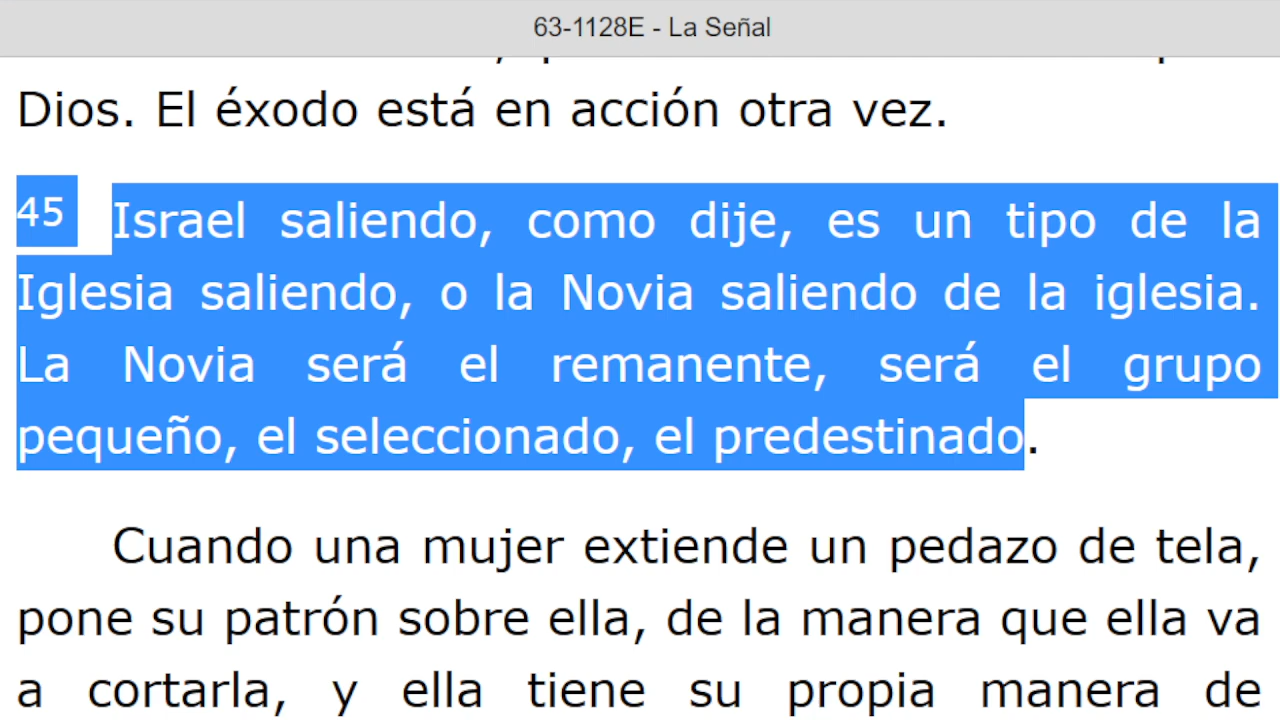 63-1128E - La Señal
Dios. El éxodo está en acción otra vez.
45 Israel saliendo, como dije, es un tipo de la
Iglesia saliendo, o la Novia saliendo de la iglesia.
La Novia será el remanente, será el grupo
pequeño, el seleccionado, el predestinado.
Cuando una mujer extiende un pedazo de tela,
pone su patrón sobre ella, de la manera que ella va
a cortarla, y ella tiene su propia manera de